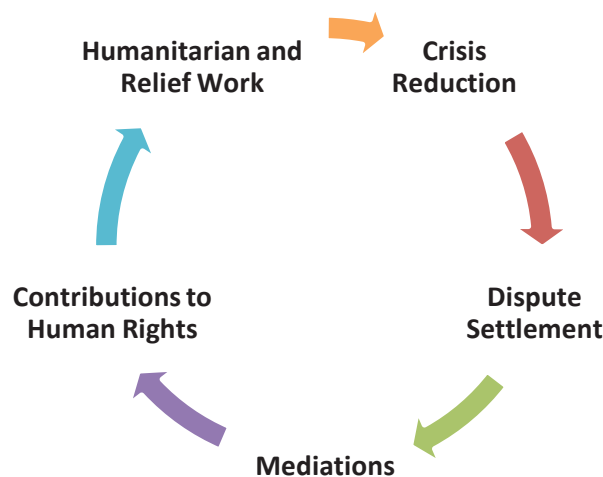 Humanitarian and
Relief Work
Crisis
Reduction
Dispute
Settlement
Mediations
Contributions to
Human Rights